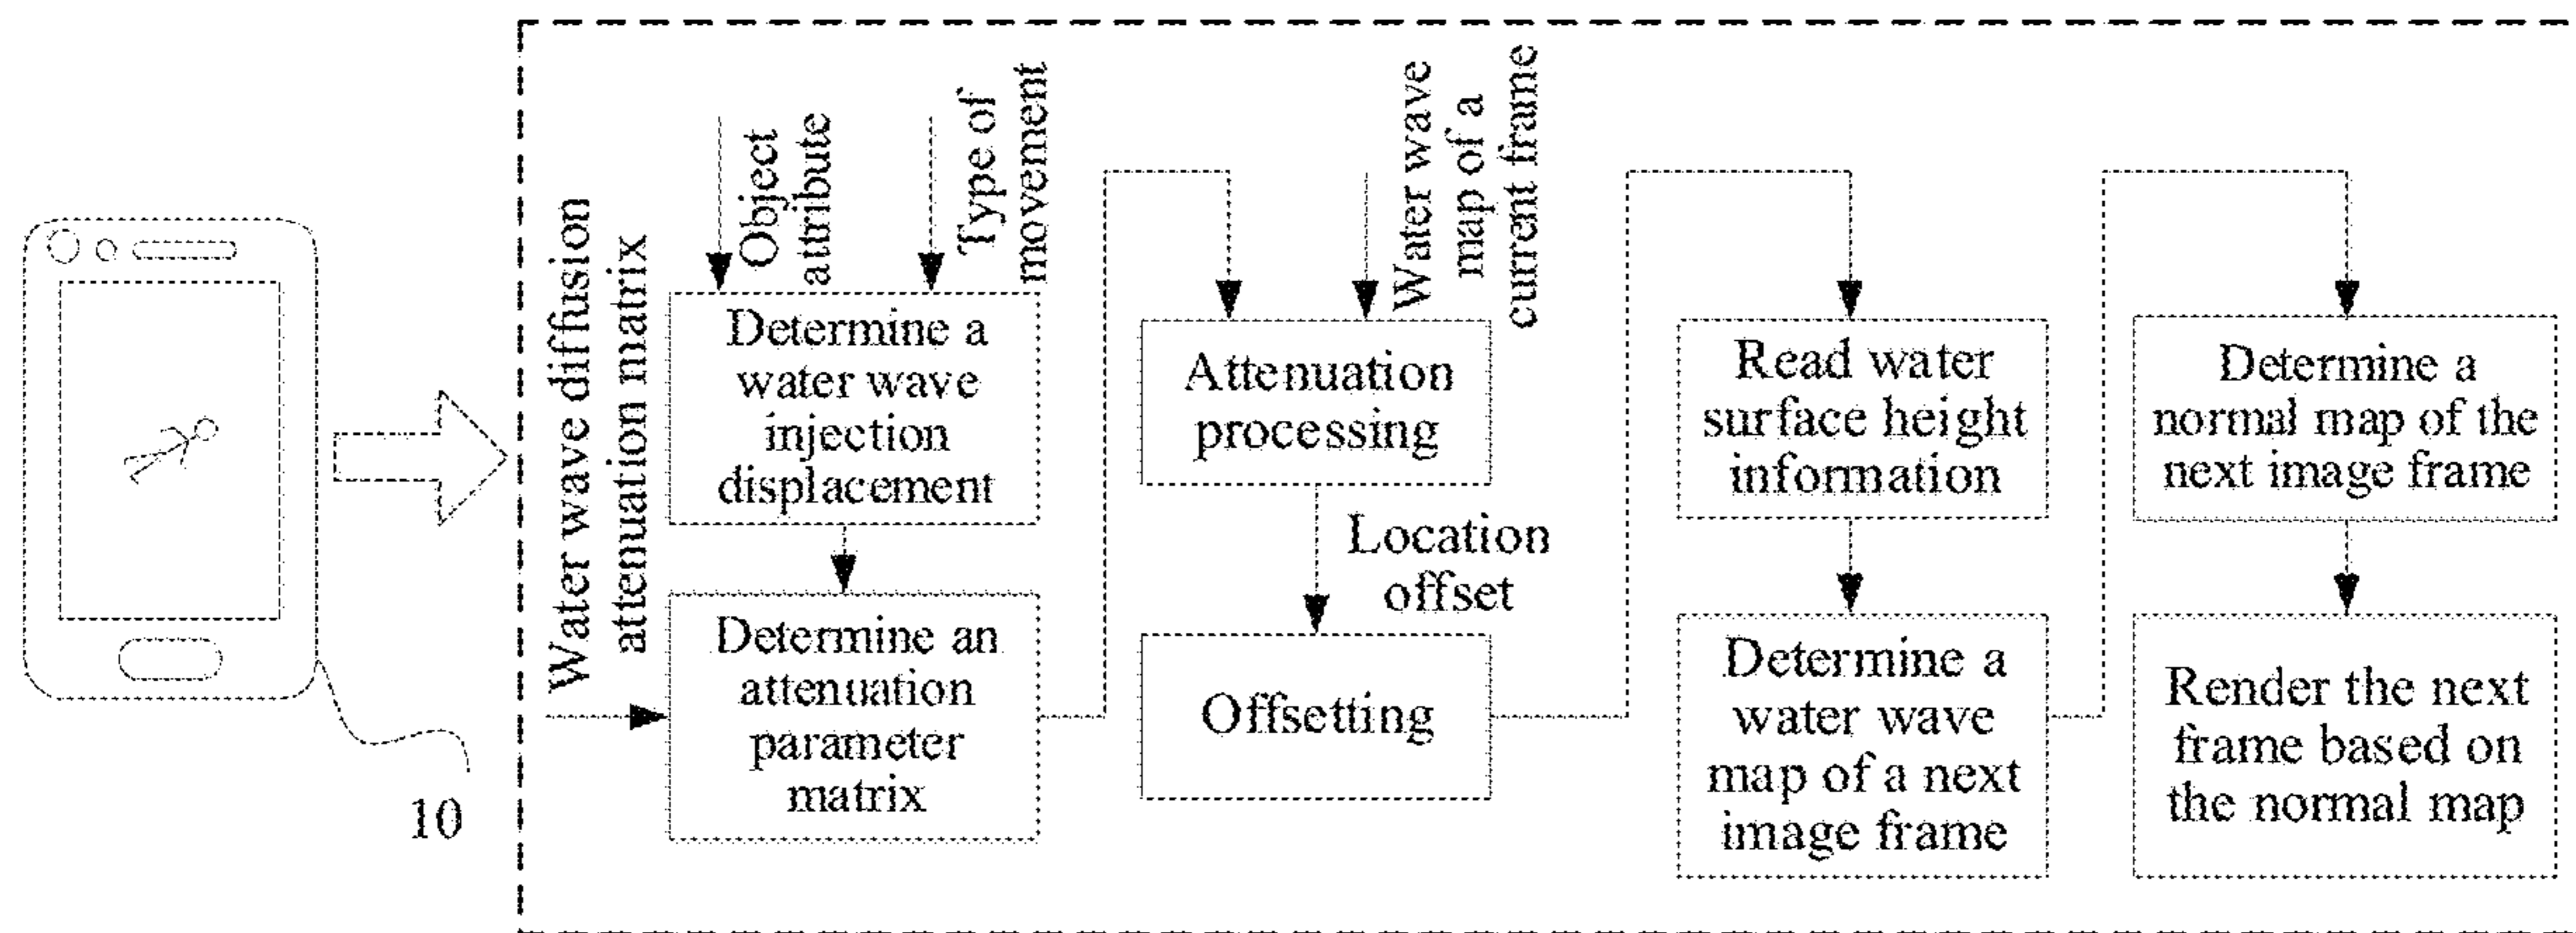 Water wave diffusion
attenuation matrix
Object
attribute
Type of
movement
Determine a
water wave
injection
displacement
Determine an
attenuation
parameter
matrix
Water wave
map of a
current frame
Attenuation
processing
Location
offset
Offsetting
Read water
surface height
information
Determine a
water wave
map of a next
image frame
Determine a
normal map of the
next image frame
Render the next
frame based on
the normal map
10